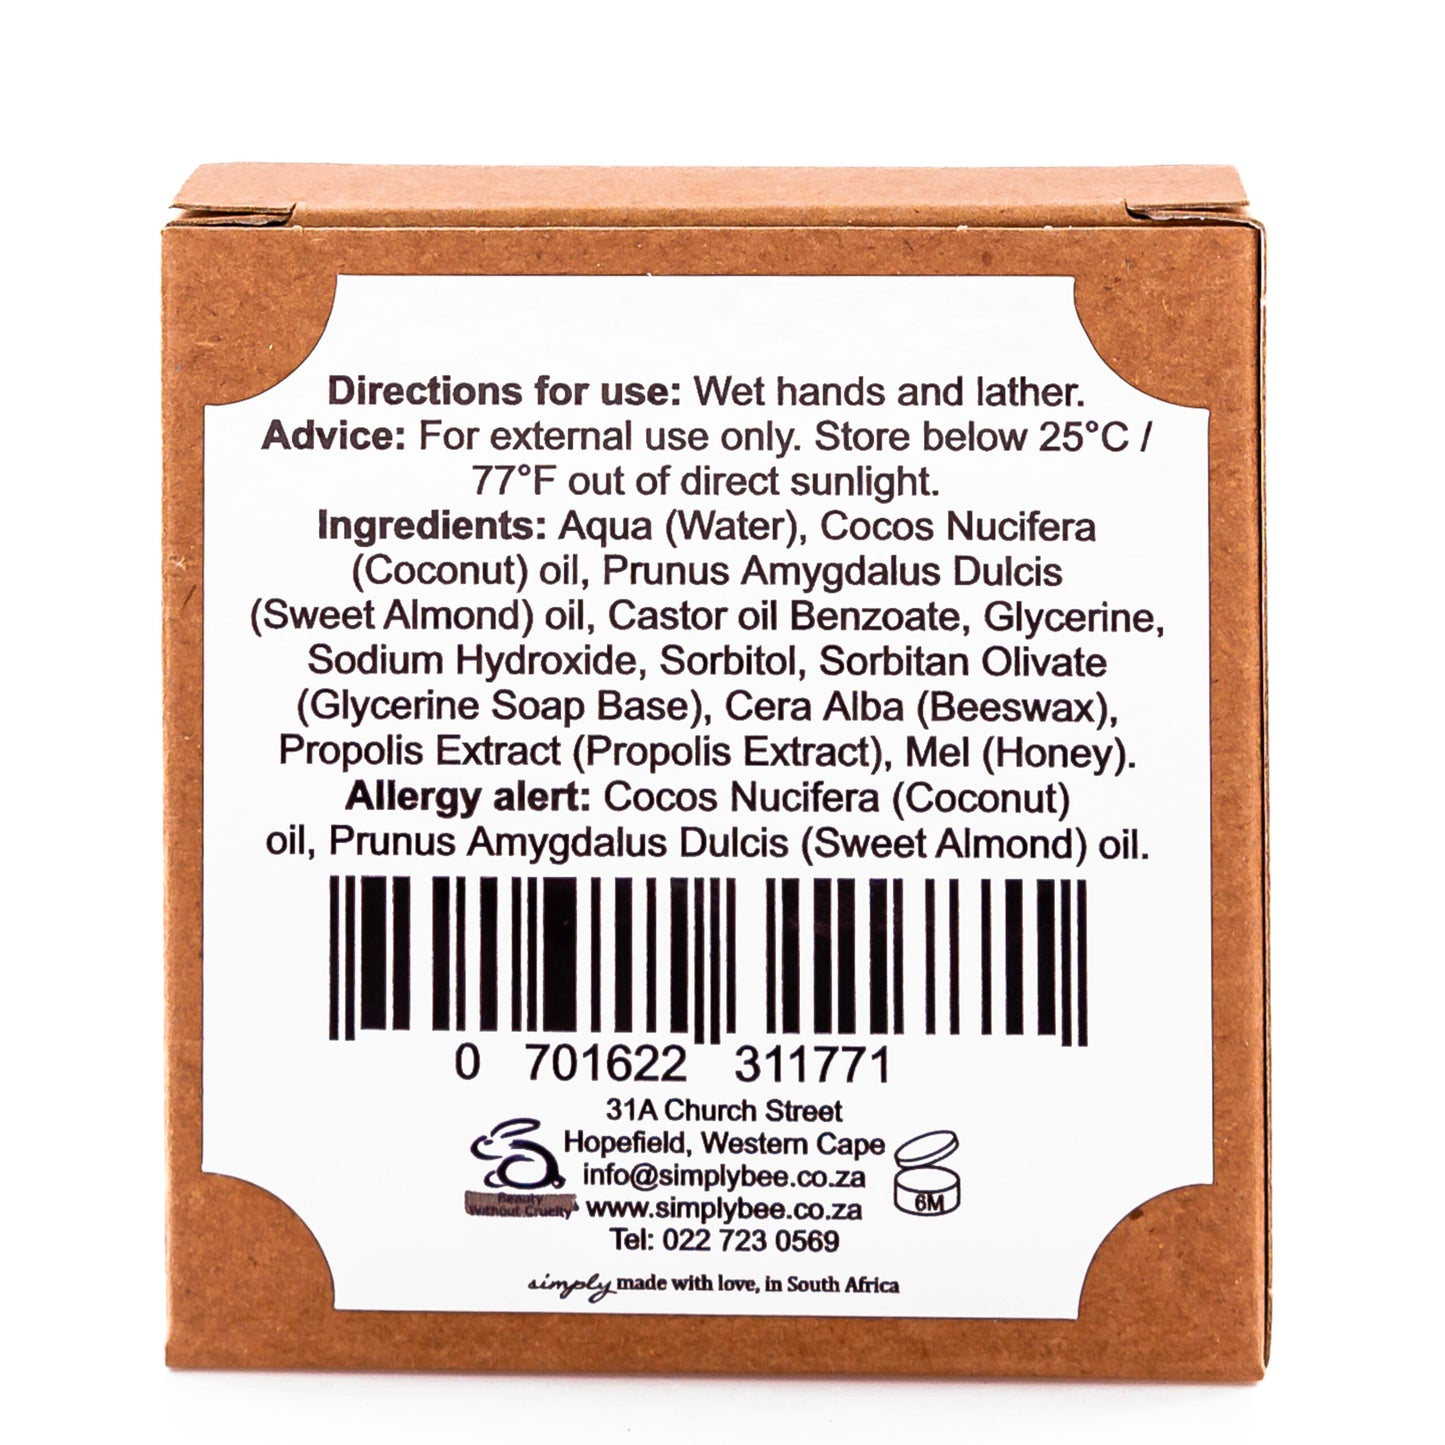 Directions for use: Wet hands and lather.
Advice: For external use only. Store below 25°C /
77°F out of direct sunlight.
Ingredients: Aqua (Water), Cocos Nucifera
(Coconut) oil, Prunus Amygdalus Dulcis
(Sweet Almond) oil, Castor oil Benzoate, Glycerine,
Sodium Hydroxide, Sorbitol, Sorbitan Olivate
(Glycerine Soap Base), Cera Alba (Beeswax),
Propolis Extract (Propolis Extract), Mel (Honey).
Allergy alert: Cocos Nucifera (Coconut)
oil, Prunus Amygdalus Dulcis (Sweet Almond) oil.
0 701622 311771
31A Church Street
Hopefield, Western Cape
info@simplybee.co.za
www.simplybee.co.za
Tel: 022 723 0569
Beauty
Without Cruelty
6M
simply made with love, in South Africa